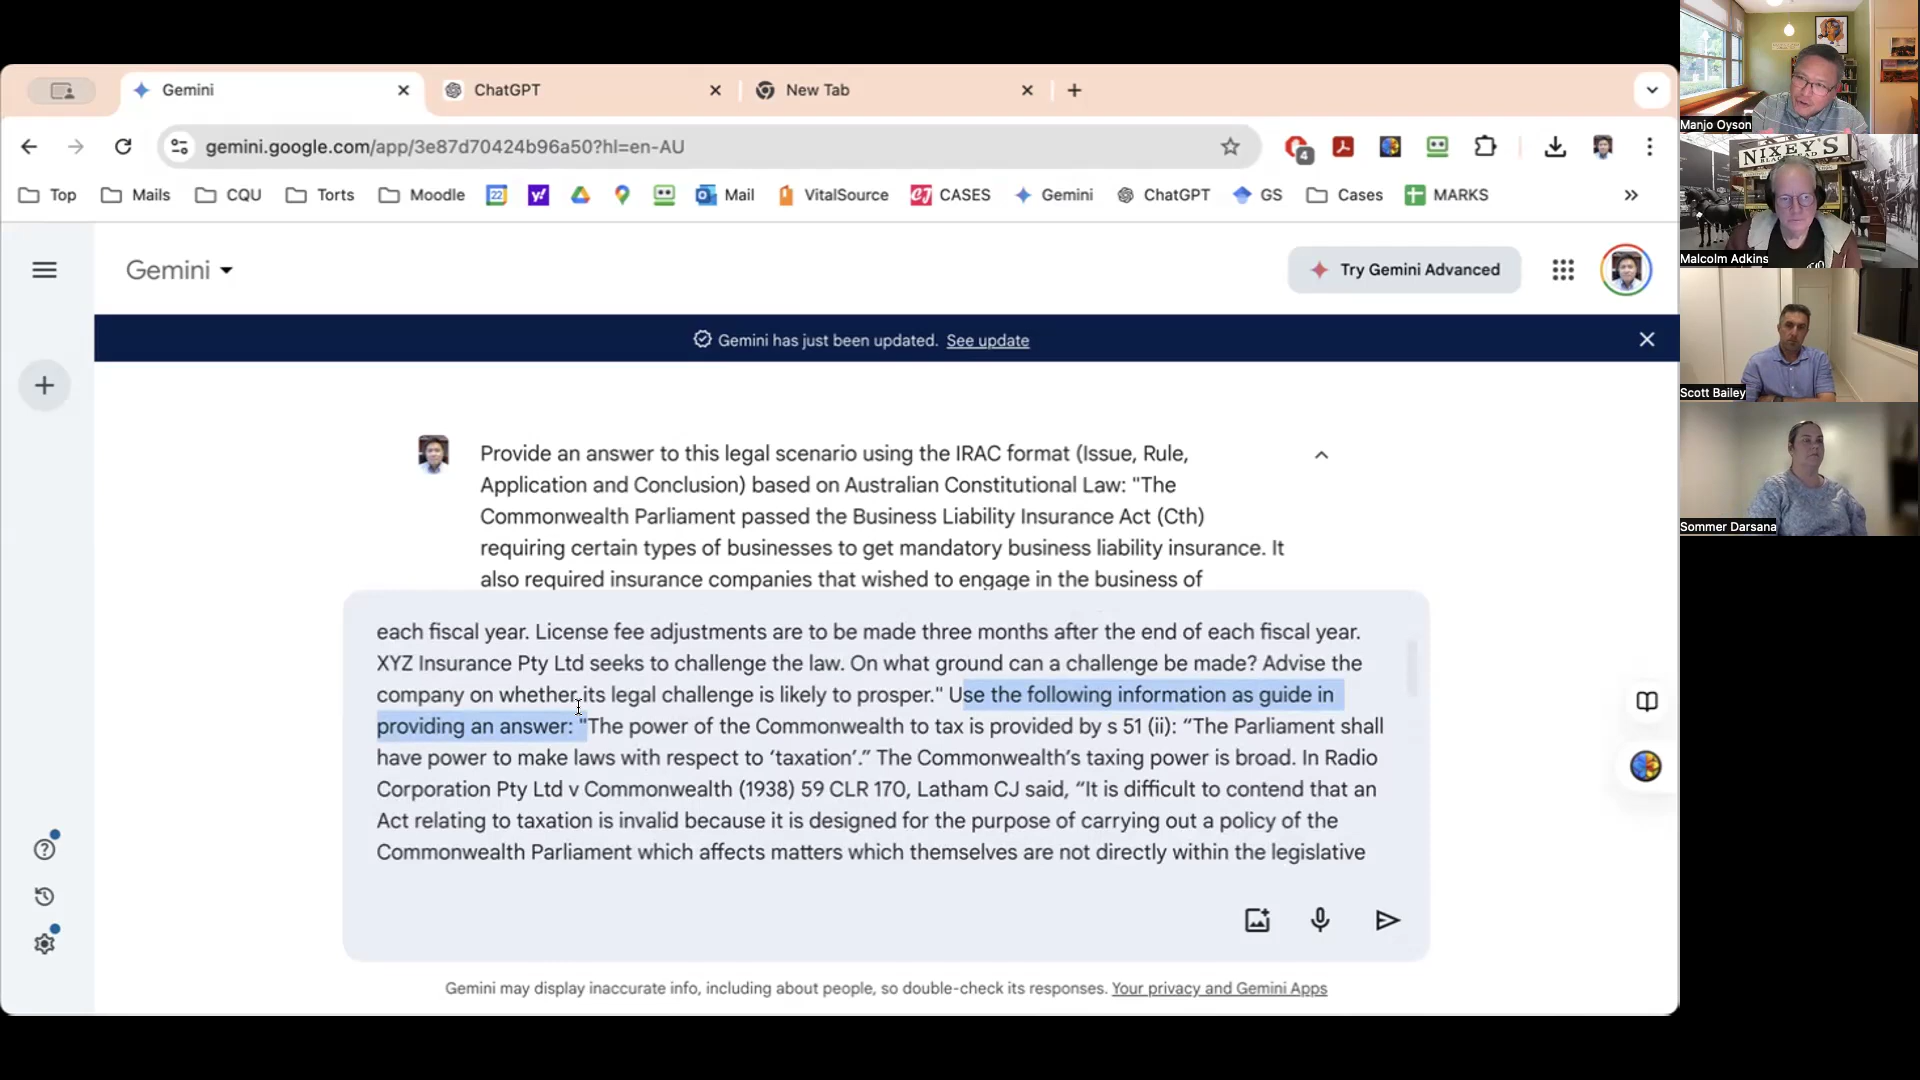 Gemini
ChatGPT
New Tab
gemini.google.com/app/3e87d70424b96a50?hl=en-AU
4
Top
Mails
CQU
Torts
Moodle
22
Mail
VitalSource
CASES
Gemini
ChatGPT
GS
Cases
MARKS
Gemini
Try Gemini Advanced
Gemini has just been updated. See update
Provide an answer to this legal scenario using the IRAC format (Issue, Rule,
Application and Conclusion) based on Australian Constitutional Law: "The
Commonwealth Parliament passed the Business Liability Insurance Act (Cth)
requiring certain types of businesses to get mandatory business liability insurance. It
also required insurance companies that wished to engage in the business of
each fiscal year. License fee adjustments are to be made three months after the end of each fiscal year.
XYZ Insurance Pty Ltd seeks to challenge the law. On what ground can a challenge be made? Advise the
company on whether its legal challenge is likely to prosper." Use the following information as guide in
providing an answer: "The power of the Commonwealth to tax is provided by s 51 (ii): “The Parliament shall
have power to make laws with respect to ‘taxation’.” The Commonwealth’s taxing power is broad. In Radio
Corporation Pty Ltd v Commonwealth (1938) 59 CLR 170, Latham CJ said, “It is difficult to contend that an
Act relating to taxation is invalid because it is designed for the purpose of carrying out a policy of the
Commonwealth Parliament which affects matters which themselves are not directly within the legislative
Gemini may display inaccurate info, including about people, so double-check its responses. Your privacy and Gemini Apps
Manjo Oyson
NIXEY'S
Malcolm Adkins
Scott Bailey
Sommer Darsana